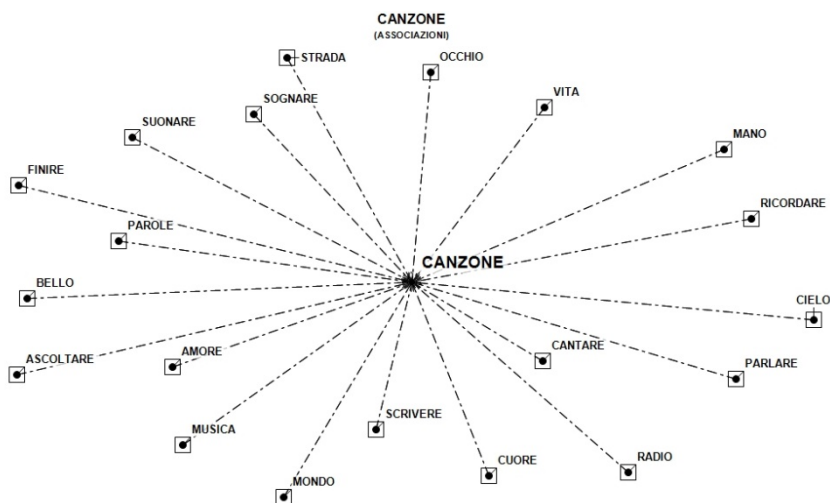 CANZONE
(ASSOCIAZIONI)
STRADA
OCCHIO
SOGNARE
VITA
SUONARE
MANO
FINIRE
RICORDARE
PAROLE
CANZONE
BELLO
CIELO
ASCOLTARE
AMORE
CANTARE
PARLARE
MUSICA
SCRIVERE
CUORE
RADIO
MONDO